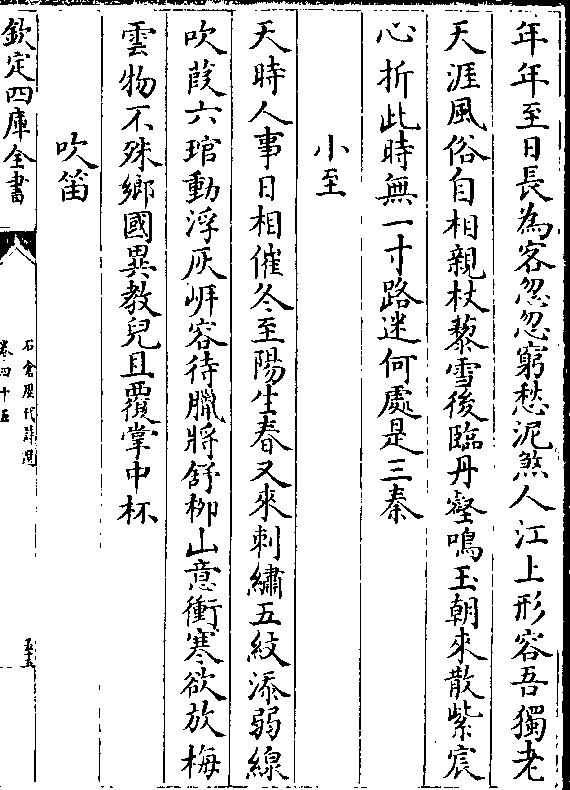 年年至日長為客忽忽窮愁泥煞人江上形容吾獨老
天涯風俗自相親杖藜雪後臨丹壑鳴玉朝來散紫宸
心折此時無一寸路迷何處是三秦
小至
天時人事日相催冬至陽生春又來刺繡五紋添弱線
吹葭六琯動浮灰岸容待臘將舒柳山意衝寒欲放梅
雲物不殊鄉國異教兒且覆掌中杯
吹笛
欽定四庫全書
石倉歷代詩選
卷四十五